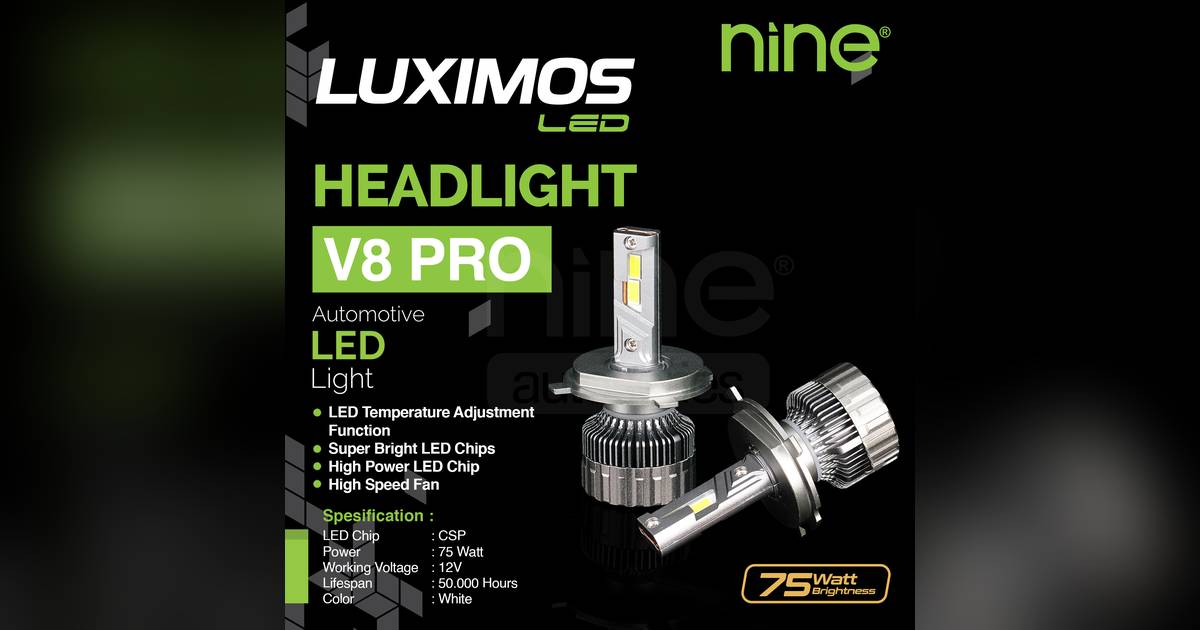 nine®
LUXIMOS
LED
HEADLIGHT
V8 PRO
nine®
Automotive
LED
Light
LED Temperature Adjustment
Function
Super Bright LED Chips
High Power LED Chip
High Speed Fan
Spesification :
LED Chip : CSP
Power : 75 Watt
Working Voltage : 12V
Lifespan : 50.000 Hours
Color : White
75 Watt
Brightness